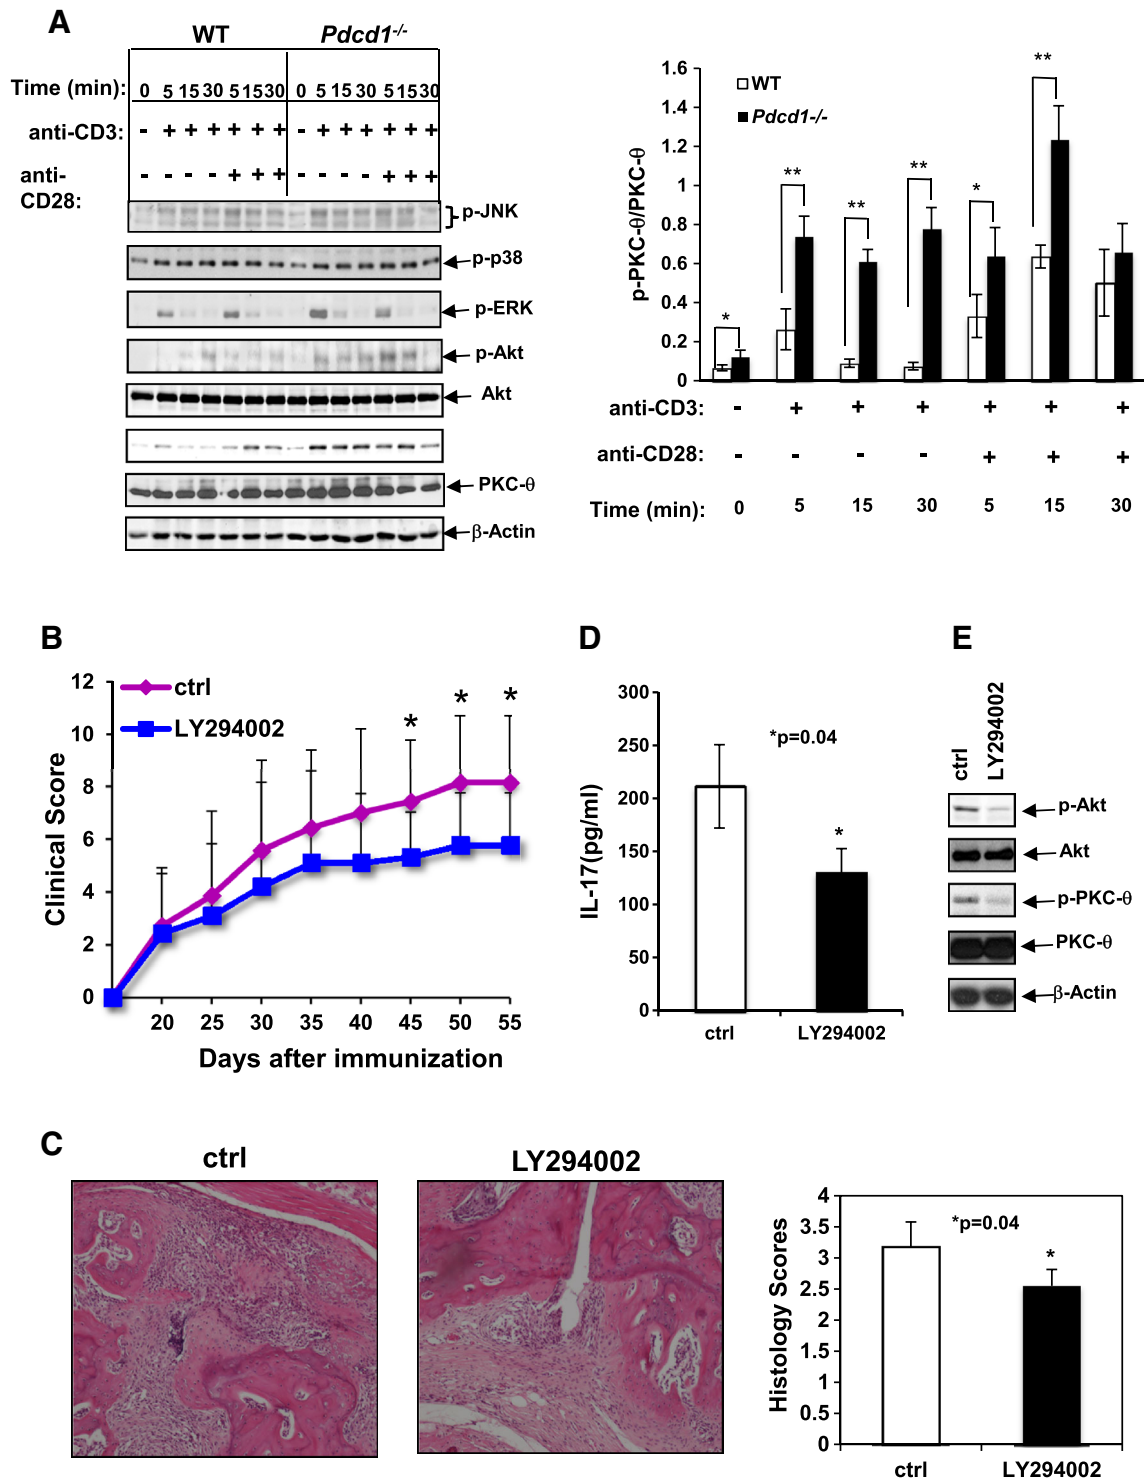 A
WT Pdcd1-/-
Time (min): 0 5 15 30 5 15 30 0 5 15 30 5 15 30
anti-CD3: - + + + + + + - + + + + + +
anti-CD28: - - - - + + + - - - - + + +
p-JNK
p-p38
p-ERK
p-Akt
Akt
PKC-θ
β-Actin
p-PKC-θ/PKC-θ
1.6
1.4
1.2
1
0.8
0.6
0.4
0.2
0
WT
Pdcd1-/-
* ** ** ** * **
anti-CD3: - + + + + + +
anti-CD28: - - - - + + +
Time (min): 0 5 15 30 5 15 30
B
Clinical Score
12
10
8
6
4
2
0
ctrl
LY294002
* * *
20 25 30 35 40 45 50 55
Days after immunization
D
IL-17(pg/ml)
300
250
200
150
100
50
0
*p=0.04
*
ctrl LY294002
E
ctrl LY294002
p-Akt
Akt
p-PKC-θ
PKC-θ
β-Actin
C
ctrl LY294002
Histology Scores
4
3.5
3
2.5
2
1.5
1
0.5
0
*p=0.04
*
ctrl LY294002